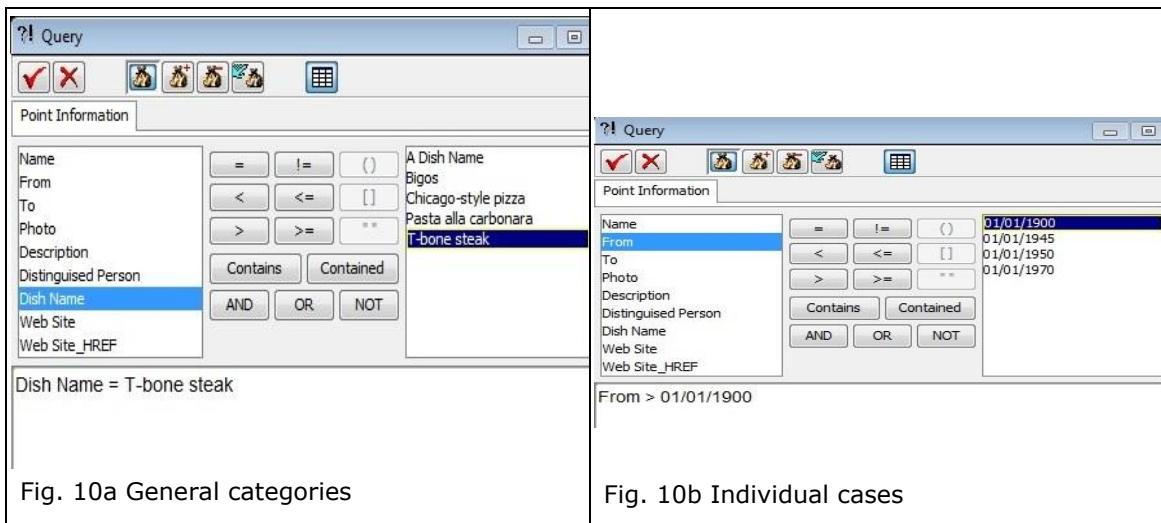 ?! Query
Point Information
Name
From
To
Photo
Description
Distinguised Person
Dish Name
Web Site
Web Site_HREF
= != ( )
< <= [ ]
> >= " "
Contains Contained
AND OR NOT
A Dish Name
Bigos
Chicago-style pizza
Pasta alla carbonara
T-bone steak
Dish Name = T-bone steak
Fig. 10a General categories
?! Query
Point Information
Name
From
To
Photo
Description
Distinguised Person
Dish Name
Web Site
Web Site_HREF
= != ( )
< <= [ ]
> >= " "
Contains Contained
AND OR NOT
01/01/1900
01/01/1945
01/01/1950
01/01/1970
From > 01/01/1900
Fig. 10b Individual cases